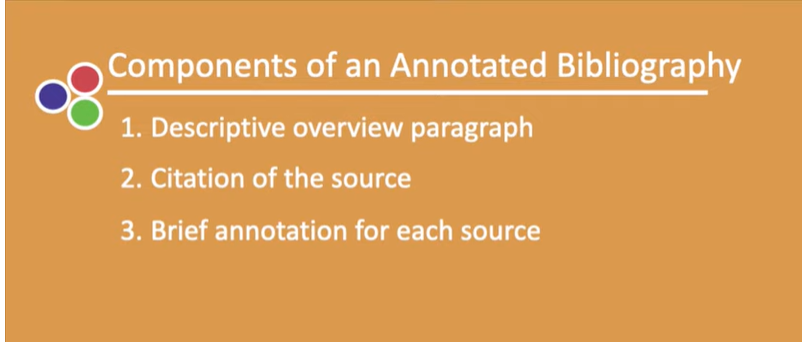 Components of an Annotated Bibliography
1. Descriptive overview paragraph
2. Citation of the source
3. Brief annotation for each source